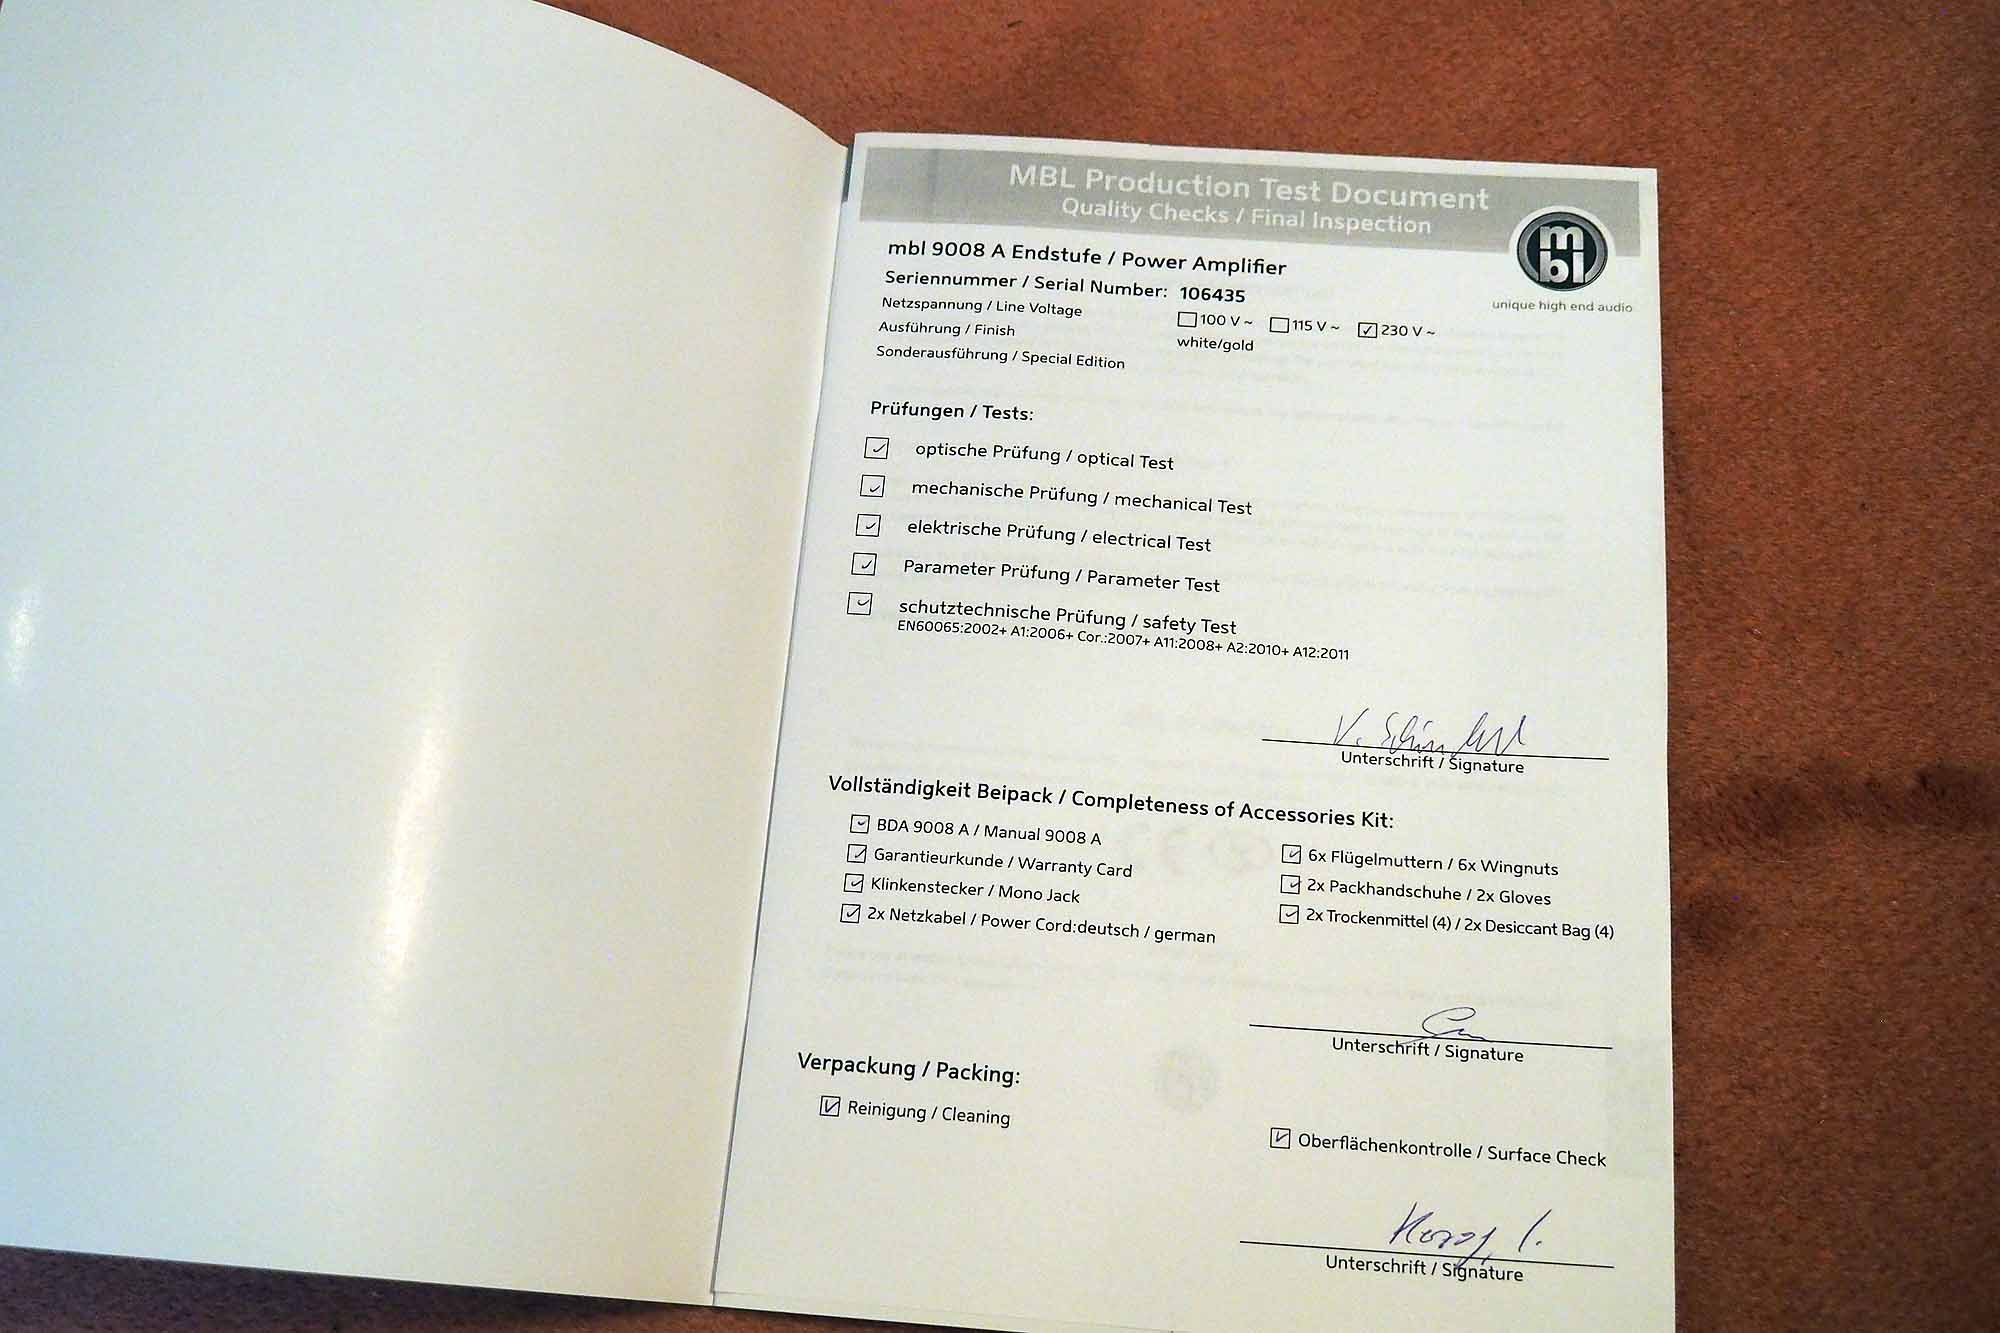 MBL Production Test Document
Quality Checks / Final Inspection
mbl
unique high end audio
mbl 9008 A Endstufe / Power Amplifier
Seriennummer / Serial Number: 106435
Netzspannung / Line Voltage 100 V ~ 115 V ~ 230 V ~
Ausführung / Finish white/gold
Sonderausführung / Special Edition
Prüfungen / Tests:
optische Prüfung / optical Test
mechanische Prüfung / mechanical Test
elektrische Prüfung / electrical Test
Parameter Prüfung / Parameter Test
schutztechnische Prüfung / safety Test
EN60065:2002+ A1:2006+ Cor.:2007+ A11:2008+ A2:2010+ A12:2011
Unterschrift / Signature
Vollständigkeit Beipack / Completeness of Accessories Kit:
BDA 9008 A / Manual 9008 A
Garantieurkunde / Warranty Card
Klinkenstecker / Mono Jack
2x Netzkabel / Power Cord:deutsch / german
6x Flügelmuttern / 6x Wingnuts
2x Packhandschuhe / 2x Gloves
2x Trockenmittel (4) / 2x Desiccant Bag (4)
Unterschrift / Signature
Verpackung / Packing:
Reinigung / Cleaning
Oberflächenkontrolle / Surface Check
Unterschrift / Signature